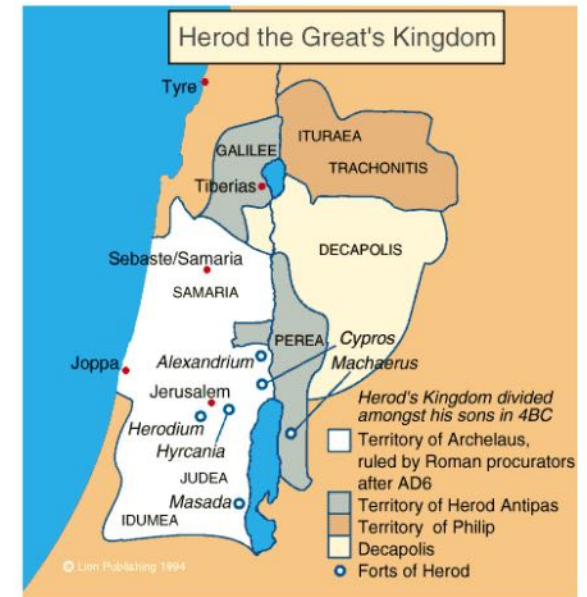 Herod the Great's Kingdom
Tyre
ITURAEA
GALILEE
TRACHONITIS
Tiberias
DECAPOLIS
Sebaste/Samaria
SAMARIA
PEREA
Cypros
Alexandrium
Machaerus
Joppa
Jerusalem
Herodium
Hyrcania
JUDEA
Masada
IDUMEA
Herod's Kingdom divided
amongst his sons in 4BC
Territory of Archelaus,
ruled by Roman procurators
after AD6
Territory of Herod Antipas
Territory of Philip
Decapolis
Forts of Herod
© Lion Publishing 1994